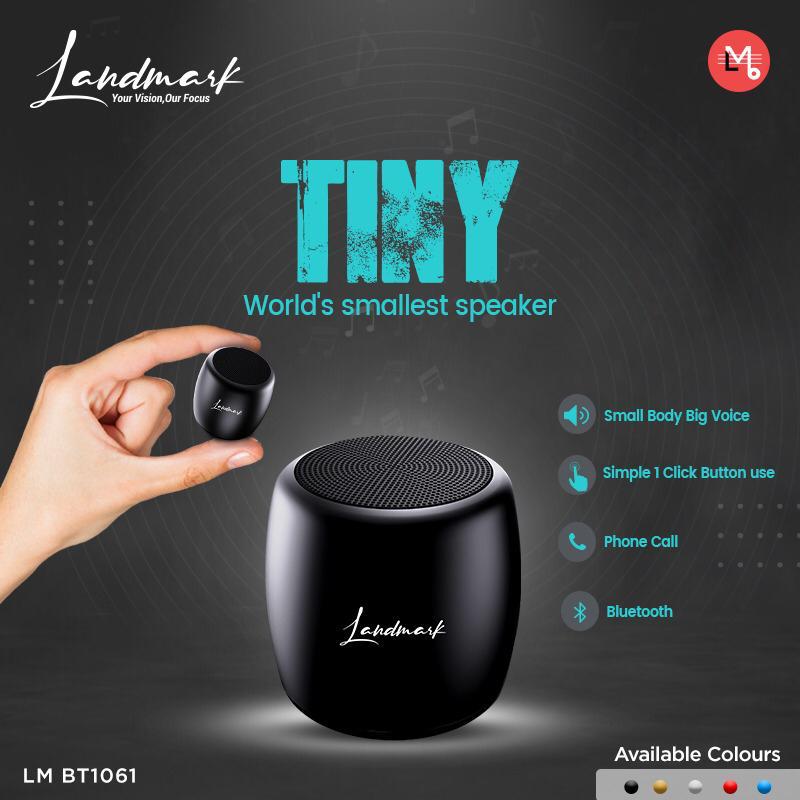 Landmark
Your Vision,Our Focus
LM
TINY
World's smallest speaker
Landmark
Small Body Big Voice
Simple 1 Click Button use
Phone Call
Bluetooth
Landmark
LM BT1061
Available Colours